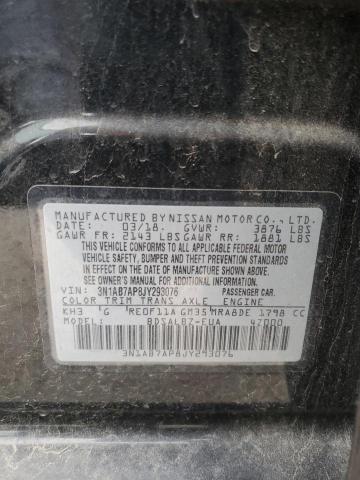 MANUFACTURED BY NISSAN MOTOR CO., LTD.
DATE: 03/18. GVWR: 3876 LBS
GAWR FR: 2143 LBS GAWR RR: 1881 LBS
THIS VEHICLE CONFORMS TO ALL APPLICABLE FEDERAL MOTOR
VEHICLE SAFETY, BUMPER AND THEFT PREVENTION STANDARDS
IN EFFECT ON THE DATE OF MANUFACTURE SHOWN ABOVE.
SEE OWNER'S MANUAL FOR ADDITIONAL INFORMATION.
VIN: 3N1AB7AP8JY293076 PASSENGER CAR.
COLOR TRIM TRANS AXLE ENGINE
KH3 G RE0F11A GM35 MRA8DE 1798 CC
MODEL: BDSALBZ-EUA 47000
3N1AB7AP8JY293076